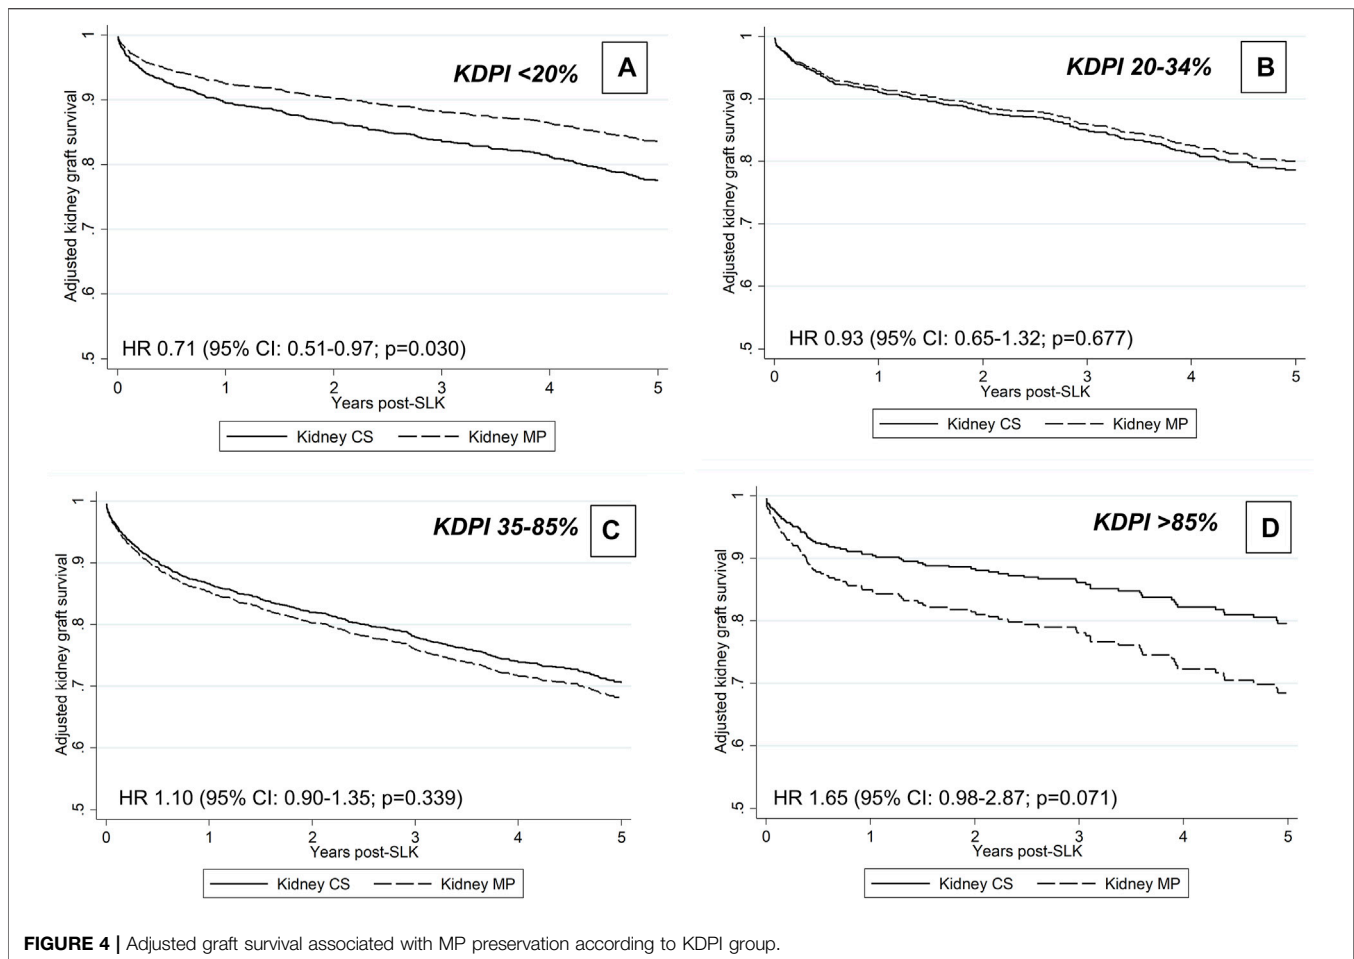 KDPI <20%
A
Adjusted kidney graft survival
1
.9
.8
.7
.6
.5
HR 0.71 (95% CI: 0.51-0.97; p=0.030)
0 1 2 3 4 5
Years post-SLK
Kidney CS Kidney MP
KDPI 20-34%
B
Adjusted kidney graft survival
1
.9
.8
.7
.6
.5
HR 0.93 (95% CI: 0.65-1.32; p=0.677)
0 1 2 3 4 5
Years post-SLK
Kidney CS Kidney MP
KDPI 35-85%
C
Adjusted kidney graft survival
1
.9
.8
.7
.6
.5
HR 1.10 (95% CI: 0.90-1.35; p=0.339)
0 1 2 3 4 5
Years post-SLK
Kidney CS Kidney MP
KDPI >85%
D
Adjusted kidney graft survival
1
.9
.8
.7
.6
.5
HR 1.65 (95% CI: 0.98-2.87; p=0.071)
0 1 2 3 4 5
Years post-SLK
Kidney CS Kidney MP
FIGURE 4 | Adjusted graft survival associated with MP preservation according to KDPI group.